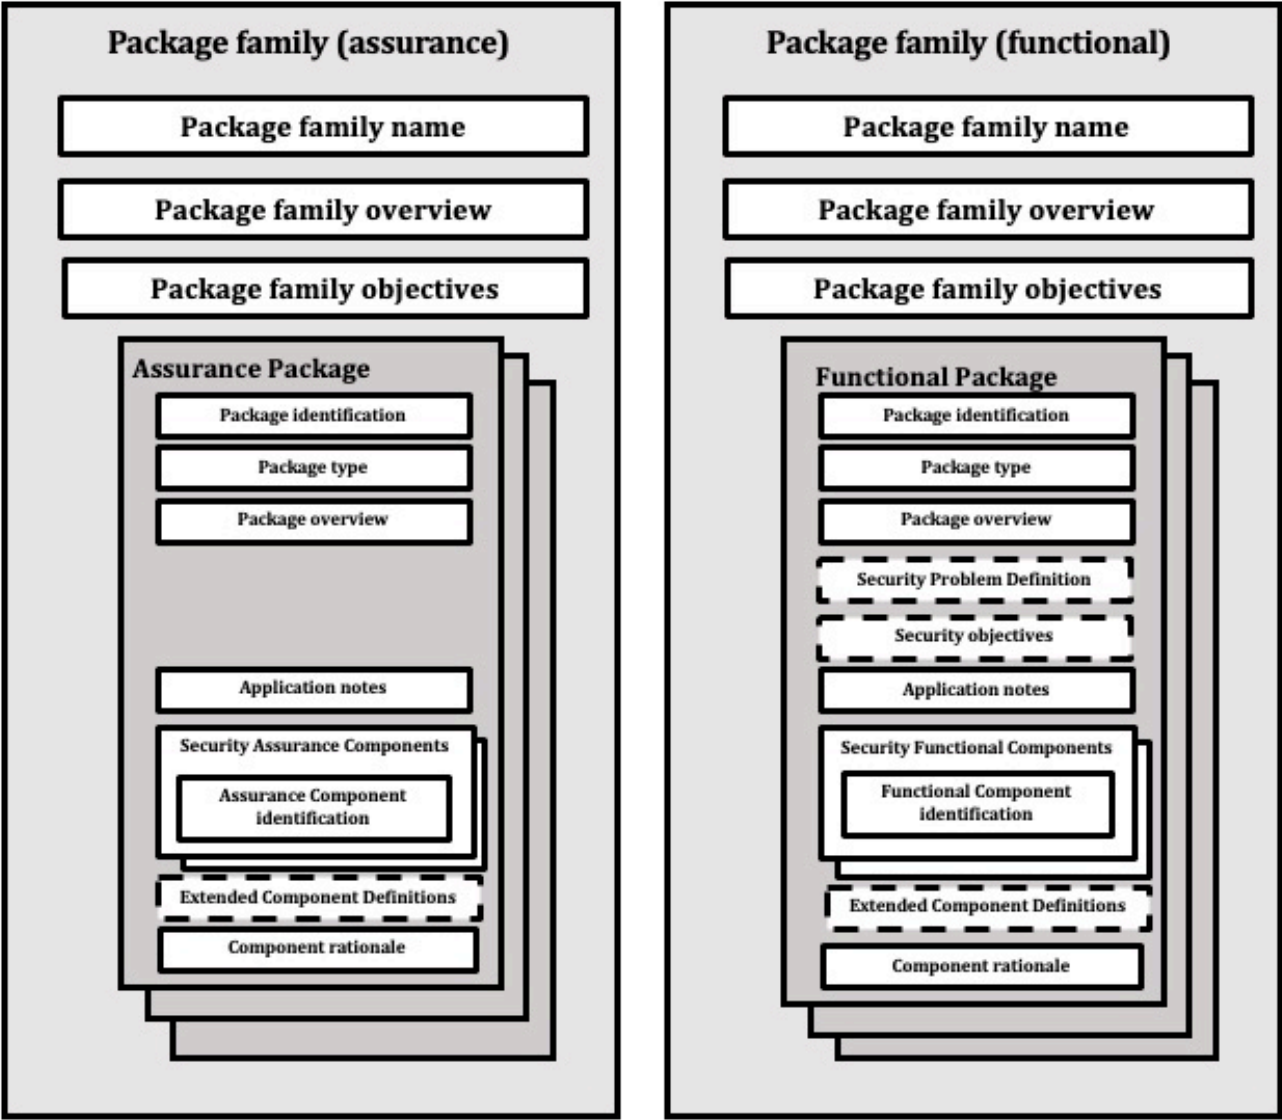 Package family (assurance)
Package family name
Package family overview
Package family objectives
Assurance Package
Package identification
Package type
Package overview
Application notes
Security Assurance Components
Assurance Component
identification
Extended Component Definitions
Component rationale
Package family (functional)
Package family name
Package family overview
Package family objectives
Functional Package
Package identification
Package type
Package overview
Security Problem Definition
Security objectives
Application notes
Security Functional Components
Functional Component
identification
Extended Component Definitions
Component rationale